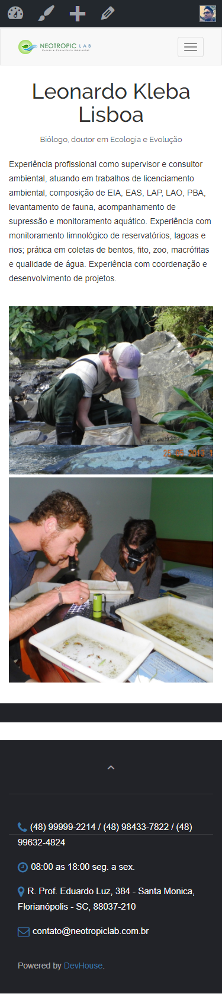 NEOTROPIC LAB
Cursos e Consultoria Ambiental
Leonardo Kleba
Lisboa
Biólogo, doutor em Ecologia e Evolução
Experiência profissional como supervisor e consultor
ambiental, atuando em trabalhos de licenciamento
ambiental, composição de EIA, EAS, LAP, LAO, PBA,
levantamento de fauna, acompanhamento de
supressão e monitoramento aquático. Experiência com
monitoramento limnológico de reservatórios, lagoas e
rios; prática em coletas de bentos, fito, zoo, macrófitas
e qualidade de água. Experiência com coordenação e
desenvolvimento de projetos.
(48) 99999-2214 / (48) 98433-7822 / (48)
99632-4824
08:00 as 18:00 seg. a sex.
R. Prof. Eduardo Luz, 384 - Santa Monica,
Florianópolis - SC, 88037-210
contato@neotropiclab.com.br
Powered by DevHouse.